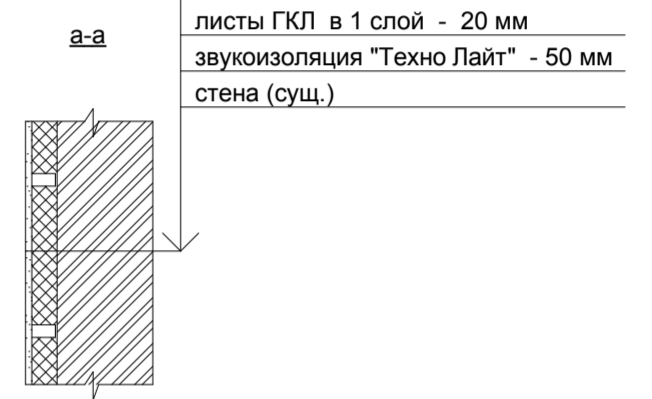 а-а
листы ГКЛ в 1 слой - 20 мм
звукоизоляция "Техно Лайт" - 50 мм
стена (сущ.)